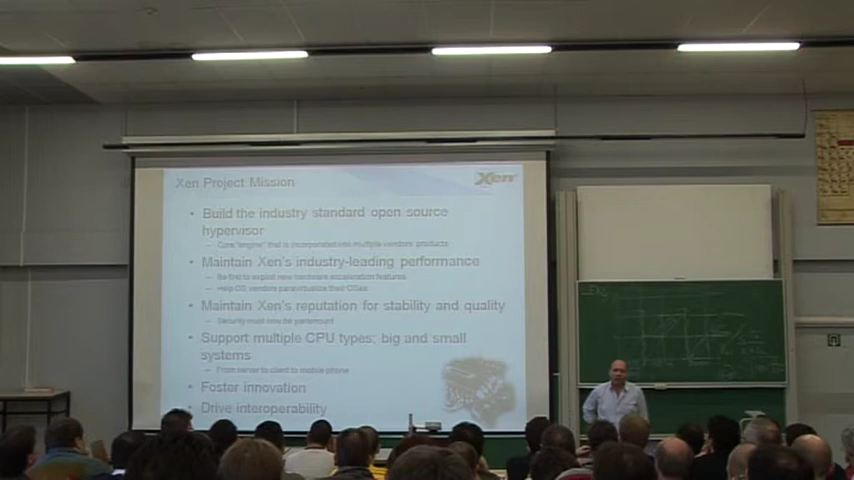 Xen Project Mission
Xen
• Build the industry standard open source
hypervisor
– Core "engine" that is incorporated into multiple vendors' products
• Maintain Xen's industry-leading performance
– Be first to exploit new hardware acceleration features
– Help OS vendors paravirtualize their OSes
• Maintain Xen's reputation for stability and quality
– Security must now be paramount
• Support multiple CPU types; big and small
systems
– From server to client to mobile phone
• Foster innovation
• Drive interoperability